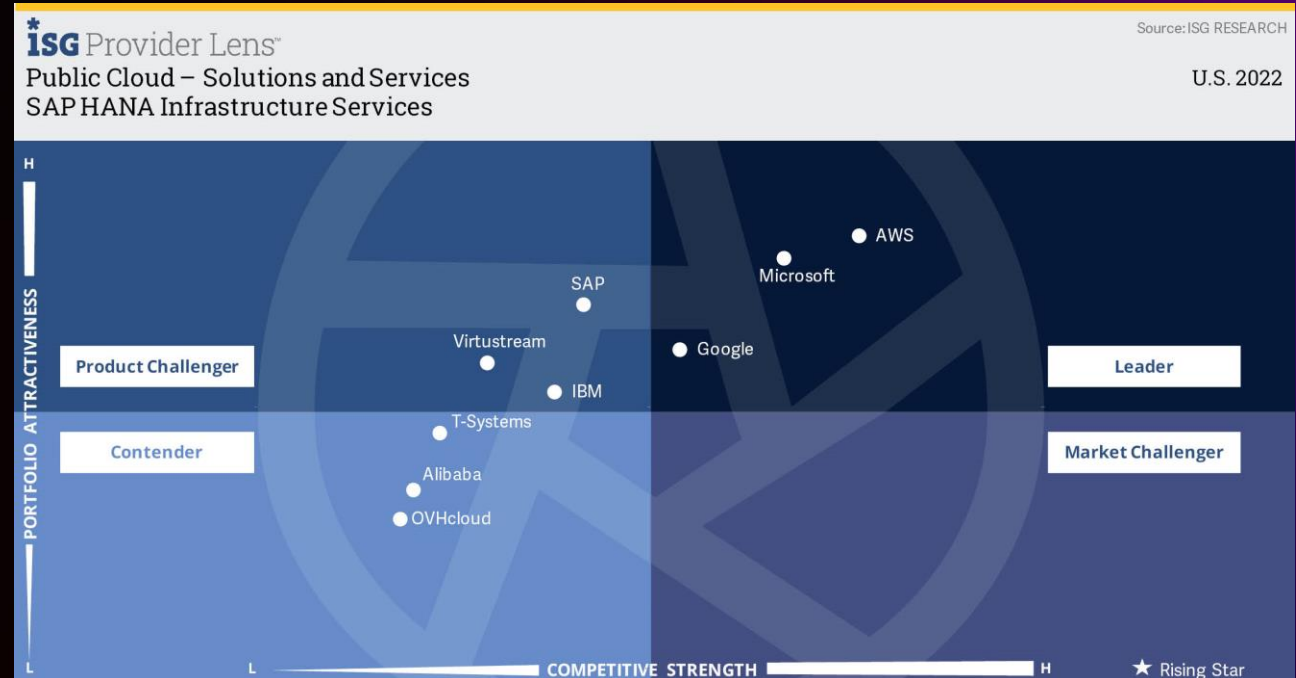 ISG Provider Lens™
Source: ISG RESEARCH
Public Cloud – Solutions and Services
SAP HANA Infrastructure Services
U.S. 2022
H
PORTFOLIO ATTRACTIVENESS
L
AWS
Microsoft
SAP
Virtustream
Google
IBM
Product Challenger
Leader
T-Systems
Contender
Market Challenger
Alibaba
OVHcloud
L
COMPETITIVE STRENGTH
H
★ Rising Star